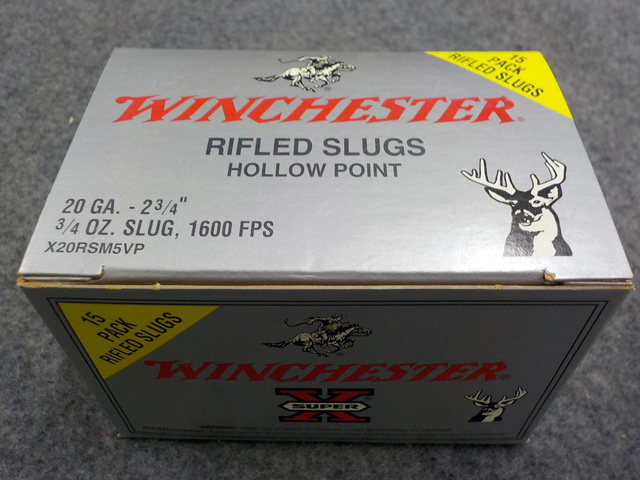 15
PACK
RIFLED SLUGS
WINCHESTER
RIFLED SLUGS
HOLLOW POINT
20 GA. - 2 3/4"
3/4 OZ. SLUG, 1600 FPS
X20RSM5VP
15
PACK
RIFLED SLUGS
WINCHESTER
X
SUPER